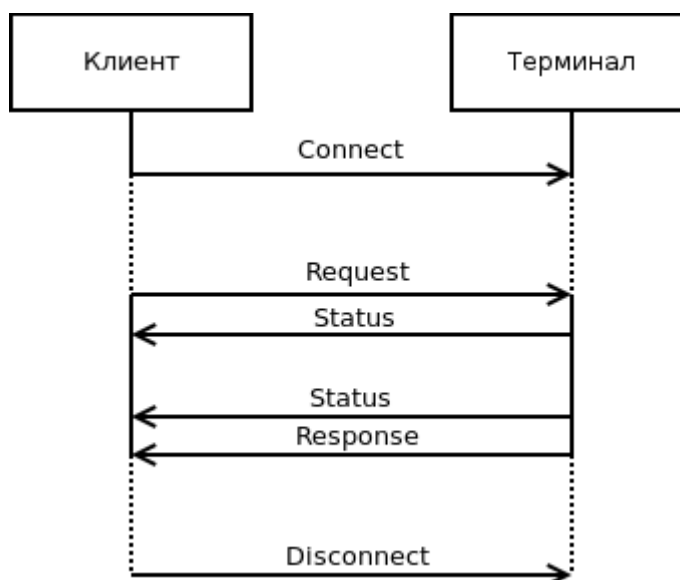 Клиент
Терминал
Connect
Request
Status
Status
Response
Disconnect